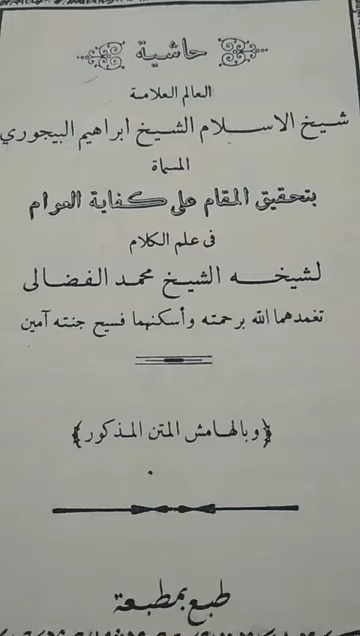 حاشية
العالم العلامة
شيخ الاسلام الشيخ ابراهيم البيجوري
المسماة
بتحقيق المقام على كفاية العوام
فى علم الكلام
لشيخه الشيخ محمد الفضالى
تغمدهما الله برحمته وأسكنهما فسيح جنته آمين
﴿وبالهامش المتن المذكور﴾
طبع بمطبعة